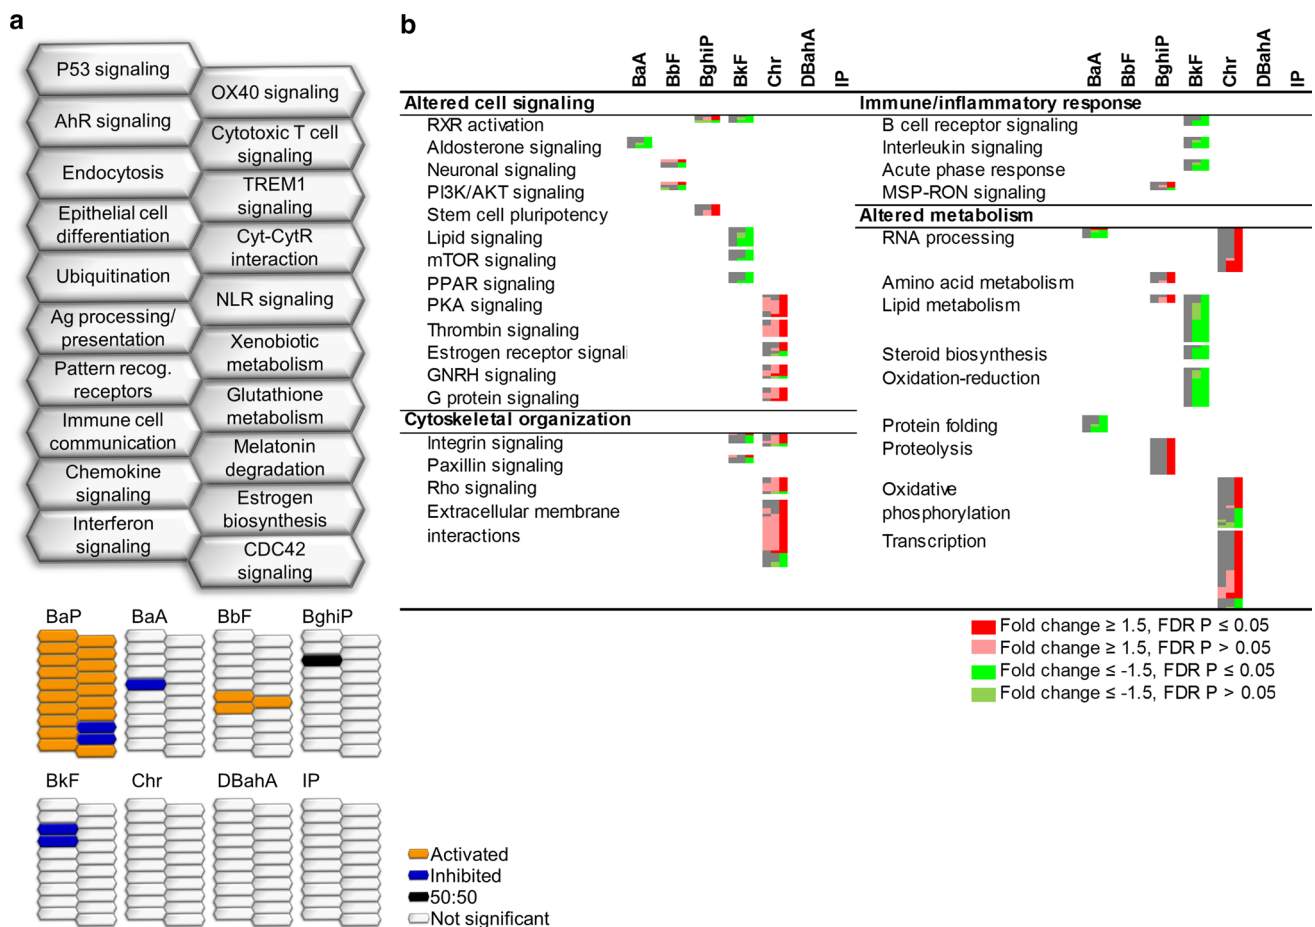 a
P53 signaling
AhR signaling
Endocytosis
Epithelial cell
differentiation
Ubiquitination
Ag processing/
presentation
Pattern recog.
receptors
Immune cell
communication
Chemokine
signaling
Interferon
signaling
OX40 signaling
Cytotoxic T cell
signaling
TREM1
signaling
Cyt-CytR
interaction
NLR signaling
Xenobiotic
metabolism
Glutathione
metabolism
Melatonin
degradation
Estrogen
biosynthesis
CDC42
signaling
BaP
BaA
BbF
BghiP
BkF
Chr
DBahA
IP
Activated
Inhibited
50:50
Not significant
b
BaA
BbF
BghiP
BkF
Chr
DBahA
IP
Altered cell signaling
RXR activation
Aldosterone signaling
Neuronal signaling
PI3K/AKT signaling
Stem cell pluripotency
Lipid signaling
mTOR signaling
PPAR signaling
PKA signaling
Thrombin signaling
Estrogen receptor signali
GNRH signaling
G protein signaling
Cytoskeletal organization
Integrin signaling
Paxillin signaling
Rho signaling
Extracellular membrane
interactions
BaA
BbF
BghiP
BkF
Chr
DBahA
IP
Immune/inflammatory response
B cell receptor signaling
Interleukin signaling
Acute phase response
MSP-RON signaling
Altered metabolism
RNA processing
Amino acid metabolism
Lipid metabolism
Steroid biosynthesis
Oxidation-reduction
Protein folding
Proteolysis
Oxidative
phosphorylation
Transcription
Fold change ≥ 1.5, FDR P ≤ 0.05
Fold change ≥ 1.5, FDR P > 0.05
Fold change ≤ -1.5, FDR P ≤ 0.05
Fold change ≤ -1.5, FDR P > 0.05